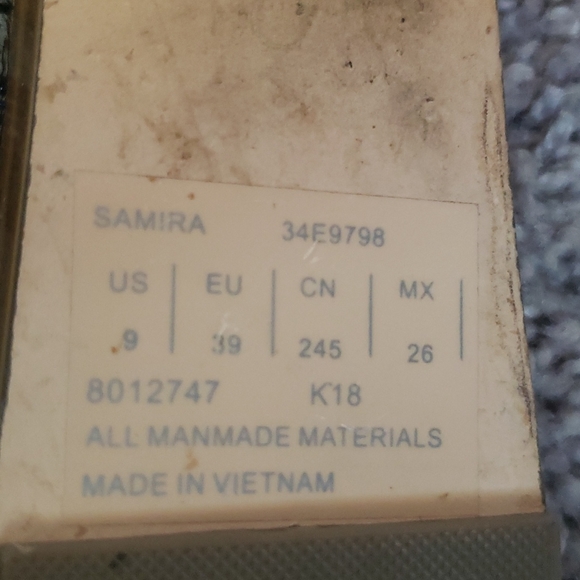 SAMIRA 34E9798
US | EU | CN | MX |
9 | 39 | 245 | 26 |
8012747 K18
ALL MANMADE MATERIALS
MADE IN VIETNAM